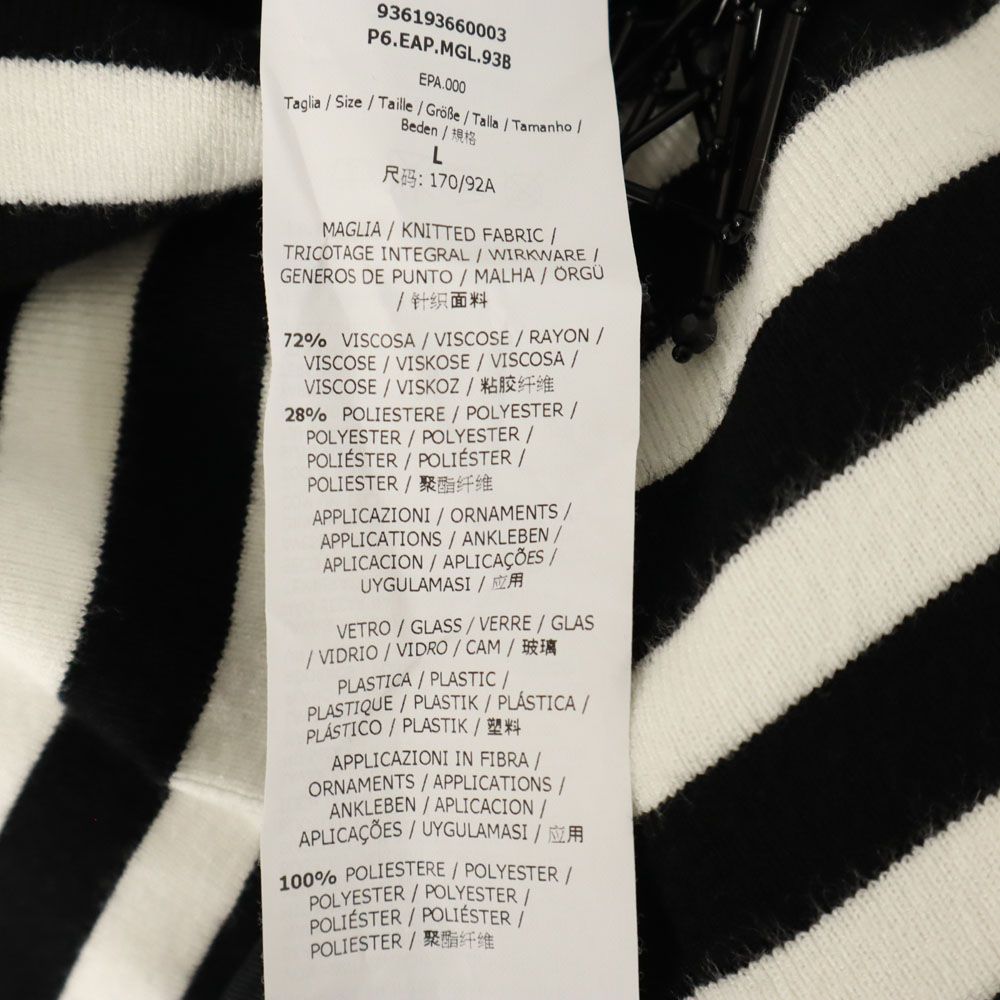 936193660003
P6.EAP.MGL.93B
EPA.000
Taglia / Size / Taille / Größe / Talla / Tamanho /
Beden / 規格
L
尺码: 170/92A
MAGLIA / KNITTED FABRIC /
TRICOTAGE INTEGRAL / WIRKWARE /
GENEROS DE PUNTO / MALHA / ÖRGÜ
/ 针织面料
72% VISCOSA / VISCOSE / RAYON /
VISCOSE / VISKOSE / VISCOSA /
VISCOSE / VISKOZ / 粘胶纤维
28% POLIESTERE / POLYESTER /
POLYESTER / POLYESTER /
POLIÉSTER / POLIÉSTER /
POLIESTER / 聚酯纤维
APPLICAZIONI / ORNAMENTS /
APPLICATIONS / ANKLEBEN /
APLICACION / APLICAÇÕES /
UYGULAMASI / 应用
VETRO / GLASS / VERRE / GLAS
/ VIDRIO / VIDRO / CAM / 玻璃
PLASTICA / PLASTIC /
PLASTIQUE / PLASTIK / PLÁSTICA /
PLÁSTICO / PLASTIK / 塑料
APPLICAZIONI IN FIBRA /
ORNAMENTS / APPLICATIONS /
ANKLEBEN / APLICACION /
APLICAÇÕES / UYGULAMASI / 应用
100% POLIESTERE / POLYESTER /
POLYESTER / POLYESTER /
POLIÉSTER / POLIÉSTER /
POLIESTER / 聚酯纤维